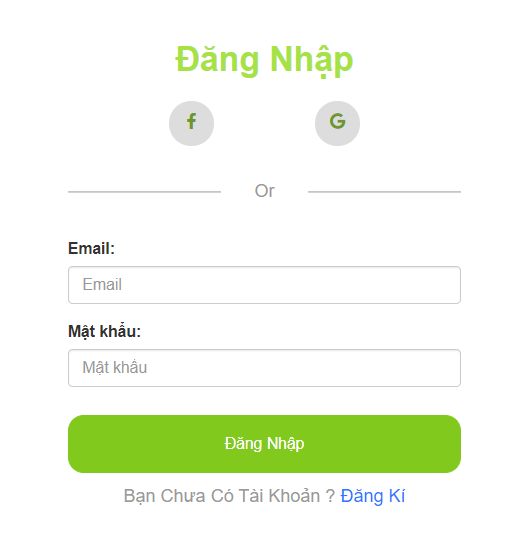 Đăng Nhập
Or
Email:
Email
Mật khẩu:
Mật khẩu
Đăng Nhập
Bạn Chưa Có Tài Khoản ? Đăng Kí